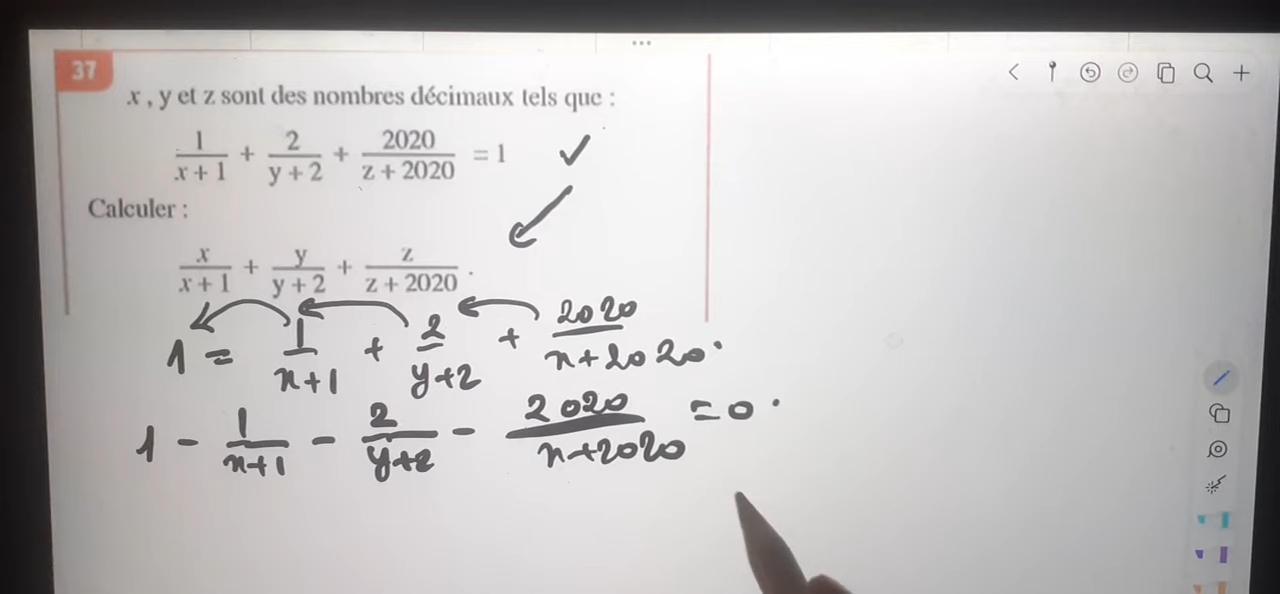 37
x , y et z sont des nombres décimaux tels que :
1/(x + 1) + 2/(y + 2) + 2020/(z + 2020) = 1
Calculer :
x/(x + 1) + y/(y + 2) + z/(z + 2020) .
1 = 1/(x+1) + 2/(y+2) + 2020/(x+2020) .
1 - 1/(x+1) - 2/(y+2) - 2020/(x+2020) = 0 .